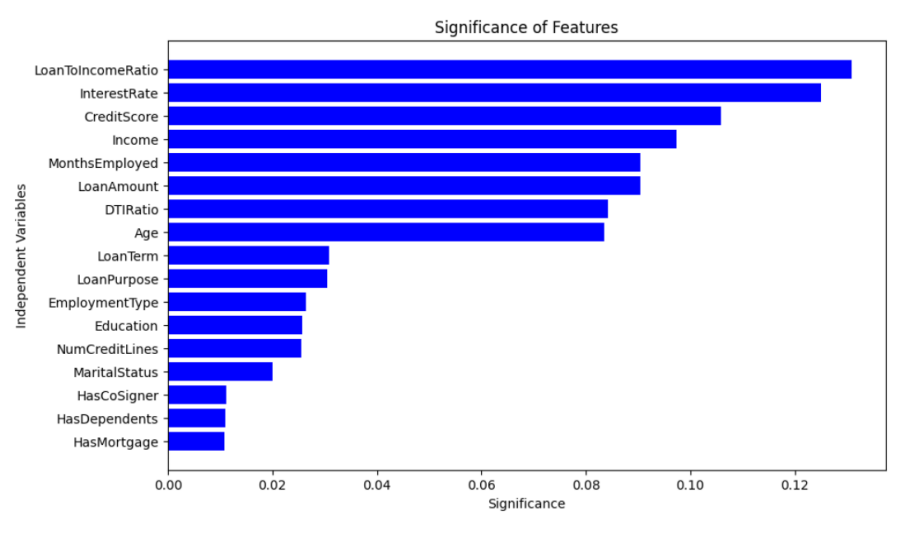 Significance of Features
Independent Variables
LoanToIncomeRatio
InterestRate
CreditScore
Income
MonthsEmployed
LoanAmount
DTIRatio
Age
LoanTerm
LoanPurpose
EmploymentType
Education
NumCreditLines
MaritalStatus
HasCoSigner
HasDependents
HasMortgage
0.00 0.02 0.04 0.06 0.08 0.10 0.12
Significance